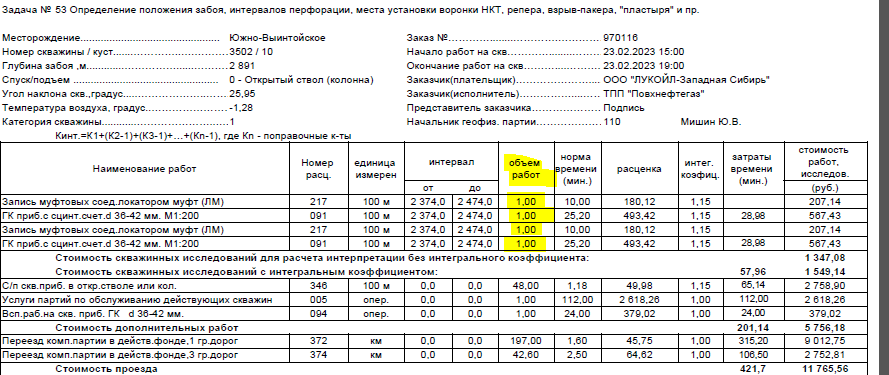 Задача № 53 Определение положения забоя, интервалов перфорации, места установки воронки НКТ, репера, взрыв-пакера, "пластыря" и пр.
Месторождение................................................ Южно-Выинтойское Заказ №............................................ 970116
Номер скважины / куст................................ 3502 / 10 Начало работ на скв........................... 23.02.2023 15:00
Глубина забоя ,м......................................... 2 891 Окончание работ на скв..................... 23.02.2023 19:00
Спуск/подъем ............................................. 0 - Открытый ствол (колонна) Заказчик(плательщик)........................ ООО "ЛУКОЙЛ-Западная Сибирь"
Угол наклона скв.,градус............................. 25,95 Заказчик(исполнитель)...................... ТПП "Повхнефтегаз"
Температура воздуха, градус...................... -1,28 Представитель заказчика................. Подпись
Категория скважины.................................... 1 Начальник геофиз. партии................ 110 Мишин Ю.В.
Кинт.=К1+(К2-1)+(К3-1)+…+(Кn-1), где Кn - поправочные к-ты
Наименование работ Номер расц. единица измерен интервал от до объем работ норма времени (мин.) расценка интег. коэфиц. затраты времени (мин.) стоимость работ, исследов. (руб.)
Запись муфтовых соед.локатором муфт (ЛМ) 217 100 м 2 374,0 2 474,0 1,00 10,00 180,12 1,15 207,14
ГК приб.с сцинт.счет.d 36-42 мм. М1:200 091 100 м 2 374,0 2 474,0 1,00 25,20 493,42 1,15 28,98 567,43
Запись муфтовых соед.локатором муфт (ЛМ) 217 100 м 2 374,0 2 474,0 1,00 10,00 180,12 1,15 207,14
ГК приб.с сцинт.счет.d 36-42 мм. М1:200 091 100 м 2 374,0 2 474,0 1,00 25,20 493,42 1,15 28,98 567,43
Стоимость скважинных исследований для расчета интерпретации без интегрального коэффициента: 1 347,08
Стоимость скважинных исследований с интегральным коэффициентом: 57,96 1 549,14
С/п скв.приб. в откр.стволе или кол. 346 100 м 0,0 0,0 48,00 1,18 49,98 1,15 65,14 2 758,90
Услуги партий по обслуживанию действующих скважин 005 опер. 0,0 0,0 1,00 112,00 2 618,26 1,00 112,00 2 618,26
Всп.раб.на скв. приб. ГК d 36-42 мм. 094 опер. 0,0 0,0 1,00 24,00 379,02 1,00 24,00 379,02
Стоимость дополнительных работ 201,14 5 756,18
Переезд комп.партии в действ.фонде,1 гр.дорог 372 км 0,0 0,0 197,00 1,60 45,75 1,00 315,20 9 012,75
Переезд комп.партии в действ.фонде,3 гр.дорог 374 км 0,0 0,0 42,60 2,50 64,62 1,00 106,50 2 752,81
Стоимость проезда 421,7 11 765,56